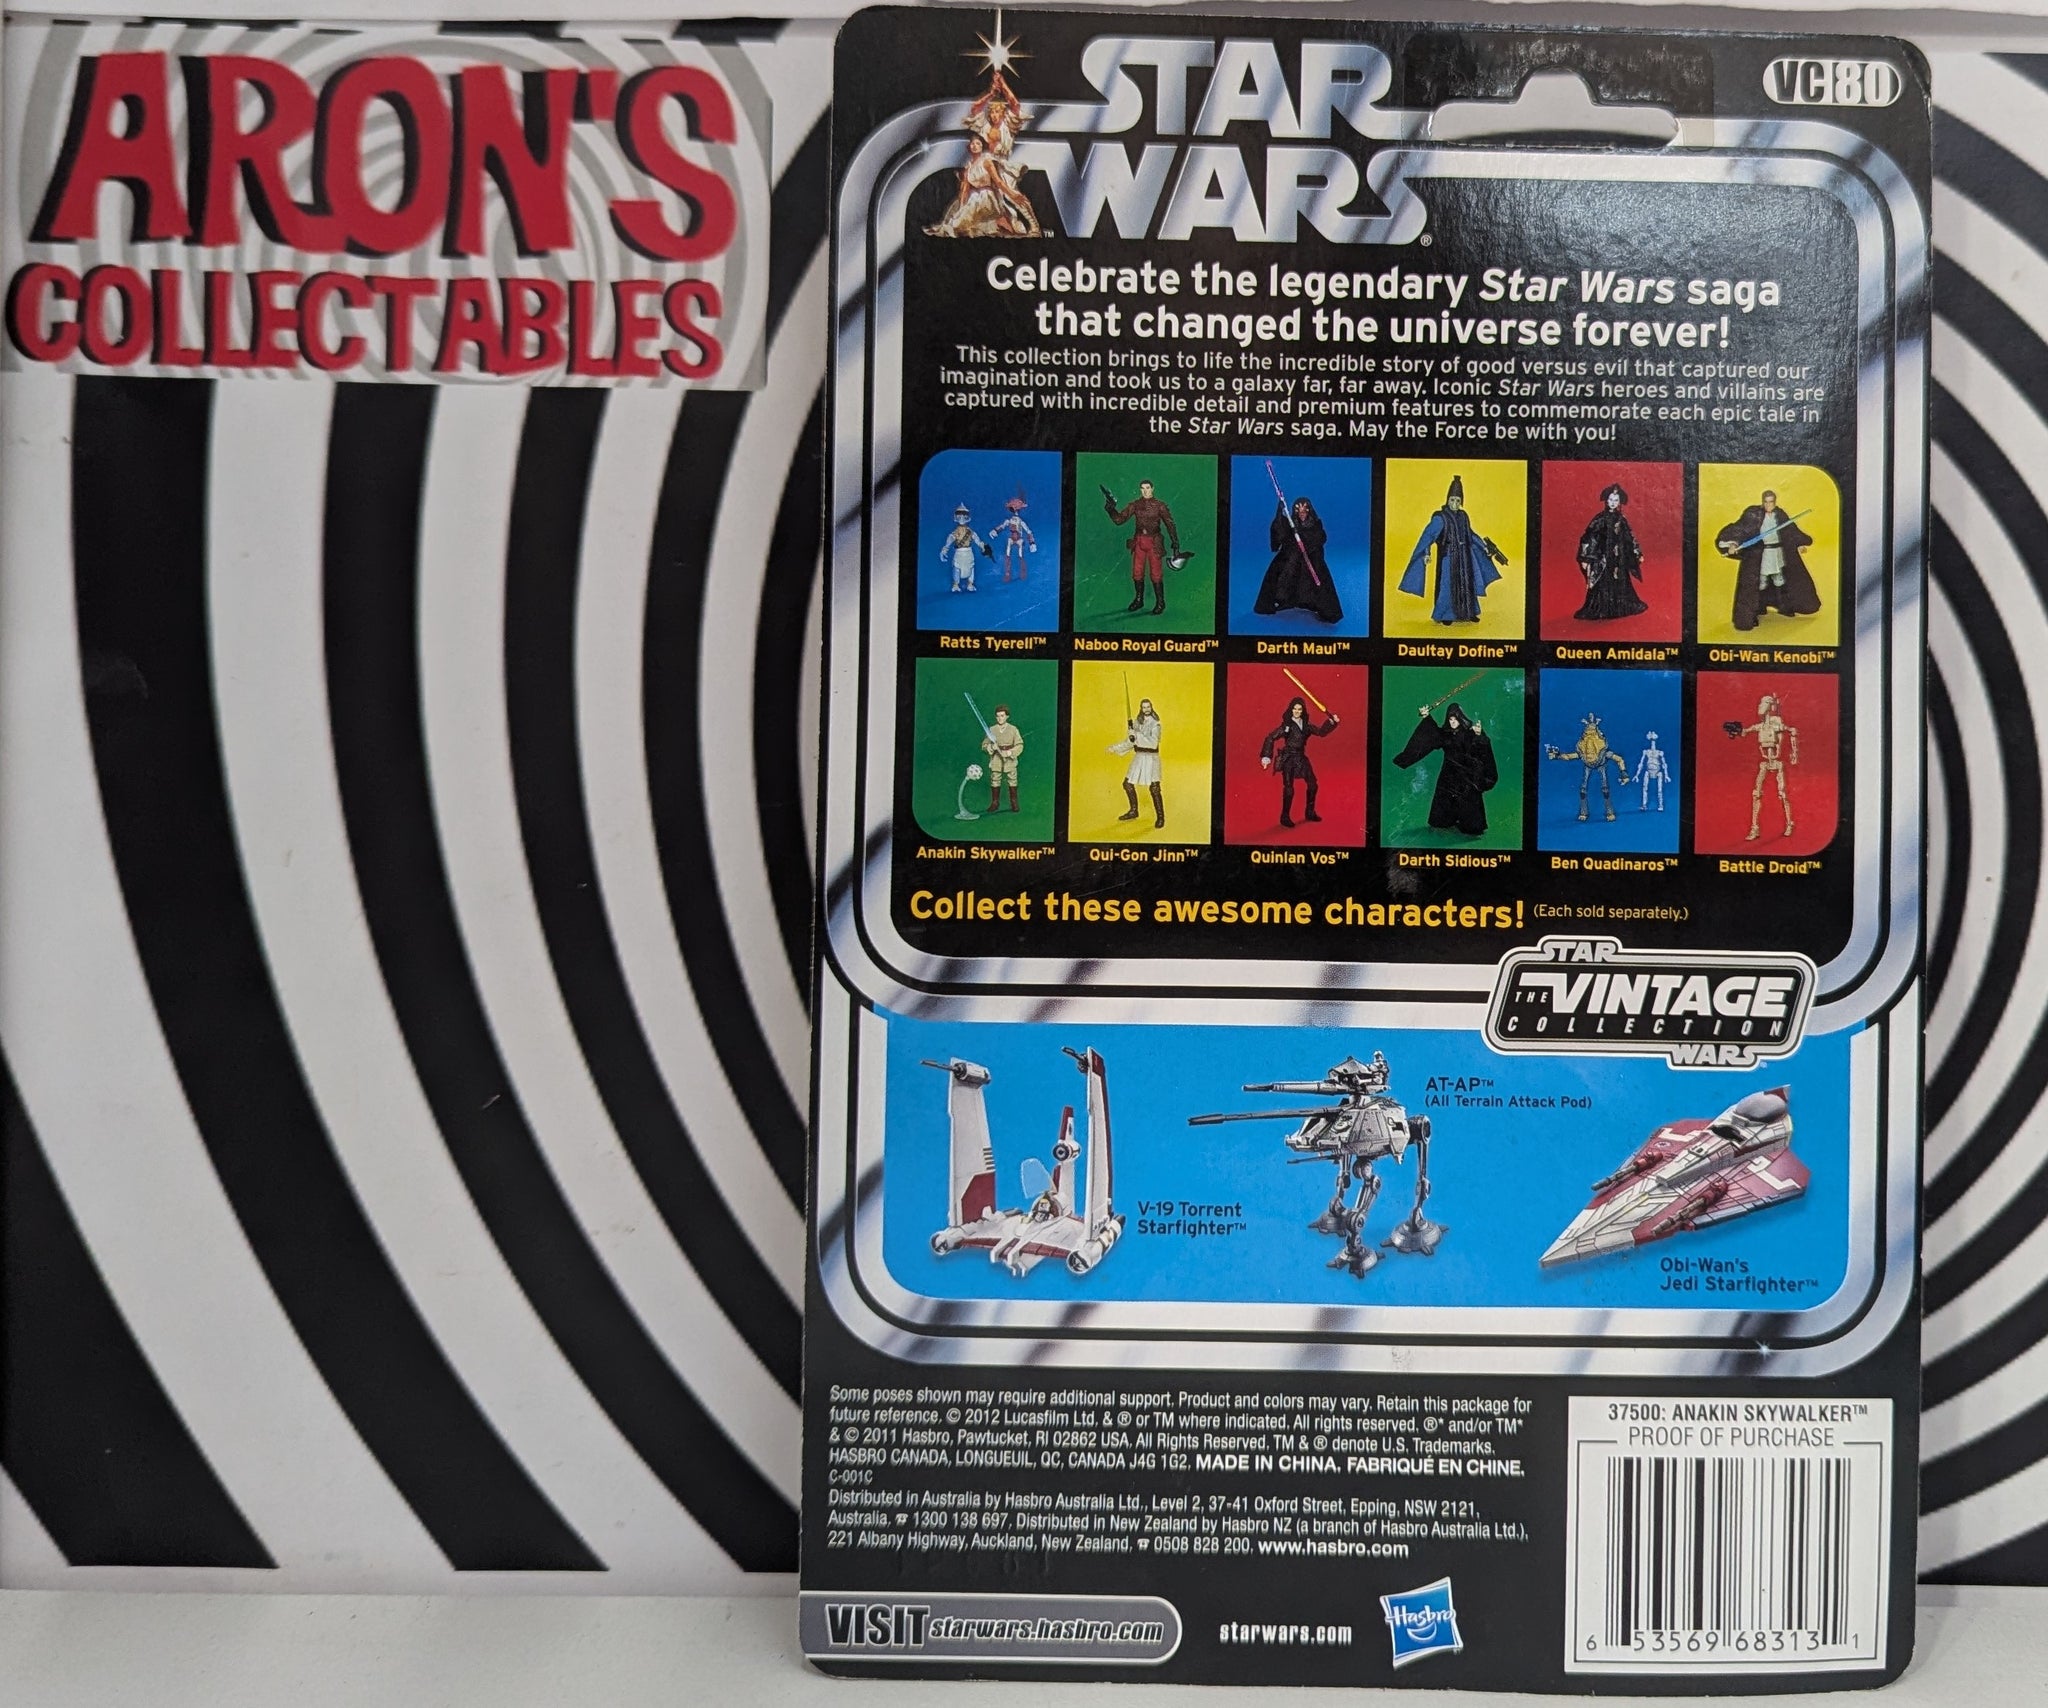 ARON'S
COLLECTABLES
STAR
WARS®
™
VC80
Celebrate the legendary Star Wars saga
that changed the universe forever!
This collection brings to life the incredible story of good versus evil that captured our
imagination and took us to a galaxy far, far away. Iconic Star Wars heroes and villains are
captured with incredible detail and premium features to commemorate each epic tale in
the Star Wars saga. May the Force be with you!
Ratts Tyerell™
Naboo Royal Guard™
Darth Maul™
Daultay Dofine™
Queen Amidala™
Obi-Wan Kenobi™
Anakin Skywalker™
Qui-Gon Jinn™
Quinlan Vos™
Darth Sidious™
Ben Quadinaros™
Battle Droid™
Collect these awesome characters! (Each sold separately.)
STAR
THE VINTAGE
COLLECTION
WARS
V-19 Torrent
Starfighter™
AT-AP™
(All Terrain Attack Pod)
Obi-Wan's
Jedi Starfighter™
Some poses shown may require additional support. Product and colors may vary. Retain this package for
future reference. © 2012 Lucasfilm Ltd. & ® or TM where indicated. All rights reserved. ®* and/or TM*
& © 2011 Hasbro, Pawtucket, RI 02862 USA. All Rights Reserved. TM & ® denote U.S. Trademarks.
HASBRO CANADA, LONGUEUIL, QC, CANADA J4G 1G2. MADE IN CHINA. FABRIQUÉ EN CHINE.
C-001C
Distributed in Australia by Hasbro Australia Ltd., Level 2, 37-41 Oxford Street, Epping, NSW 2121,
Australia. ☎ 1300 138 697. Distributed in New Zealand by Hasbro NZ (a branch of Hasbro Australia Ltd.),
221 Albany Highway, Auckland, New Zealand. ☎ 0508 828 200. www.hasbro.com
VISIT starwars.hasbro.com
starwars.com
Hasbro
37500: ANAKIN SKYWALKER™
PROOF OF PURCHASE
6 53569 68313 1